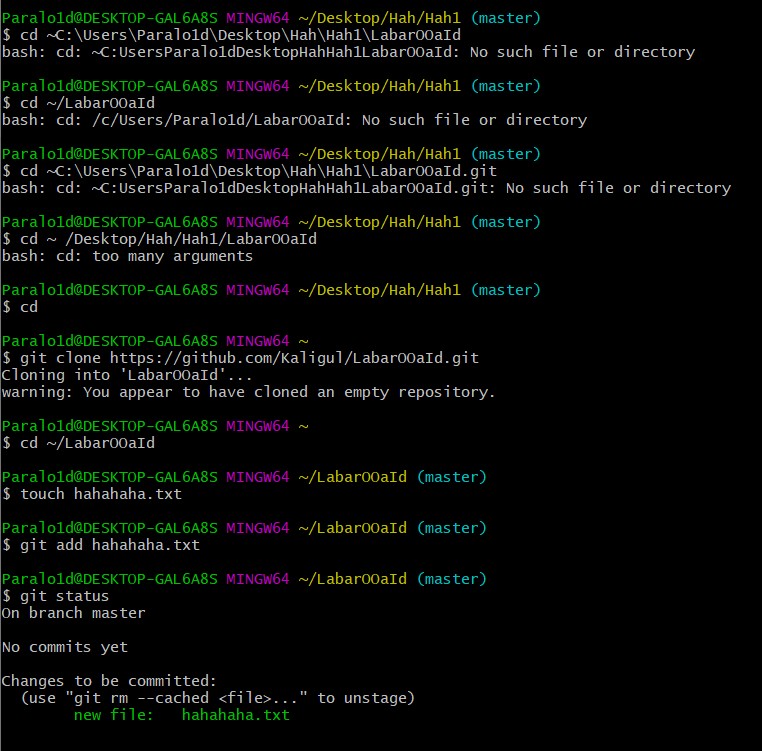 Paralo1d@DESKTOP-GAL6A8S MINGW64 ~/Desktop/Hah/Hah1 (master)
$ cd ~C:\Users\Paralo1d\Desktop\Hah\Hah1\LabarOOaId
bash: cd: ~C:UsersParalo1dDesktopHahHah1LabarOOaId: No such file or directory
Paralo1d@DESKTOP-GAL6A8S MINGW64 ~/Desktop/Hah/Hah1 (master)
$ cd ~/LabarOOaId
bash: cd: /c/Users/Paralo1d/LabarOOaId: No such file or directory
Paralo1d@DESKTOP-GAL6A8S MINGW64 ~/Desktop/Hah/Hah1 (master)
$ cd ~C:\Users\Paralo1d\Desktop\Hah\Hah1\LabarOOaId.git
bash: cd: ~C:UsersParalo1dDesktopHahHah1LabarOOaId.git: No such file or directory
Paralo1d@DESKTOP-GAL6A8S MINGW64 ~/Desktop/Hah/Hah1 (master)
$ cd ~ /Desktop/Hah/Hah1/LabarOOaId
bash: cd: too many arguments
Paralo1d@DESKTOP-GAL6A8S MINGW64 ~/Desktop/Hah/Hah1 (master)
$ cd
Paralo1d@DESKTOP-GAL6A8S MINGW64 ~
$ git clone https://github.com/Kaligul/LabarOOaId.git
Cloning into 'LabarOOaId'...
warning: You appear to have cloned an empty repository.
Paralo1d@DESKTOP-GAL6A8S MINGW64 ~
$ cd ~/LabarOOaId
Paralo1d@DESKTOP-GAL6A8S MINGW64 ~/LabarOOaId (master)
$ touch hahahaha.txt
Paralo1d@DESKTOP-GAL6A8S MINGW64 ~/LabarOOaId (master)
$ git add hahahaha.txt
Paralo1d@DESKTOP-GAL6A8S MINGW64 ~/LabarOOaId (master)
$ git status
On branch master
No commits yet
Changes to be committed:
(use "git rm --cached <file>..." to unstage)
new file: hahahaha.txt